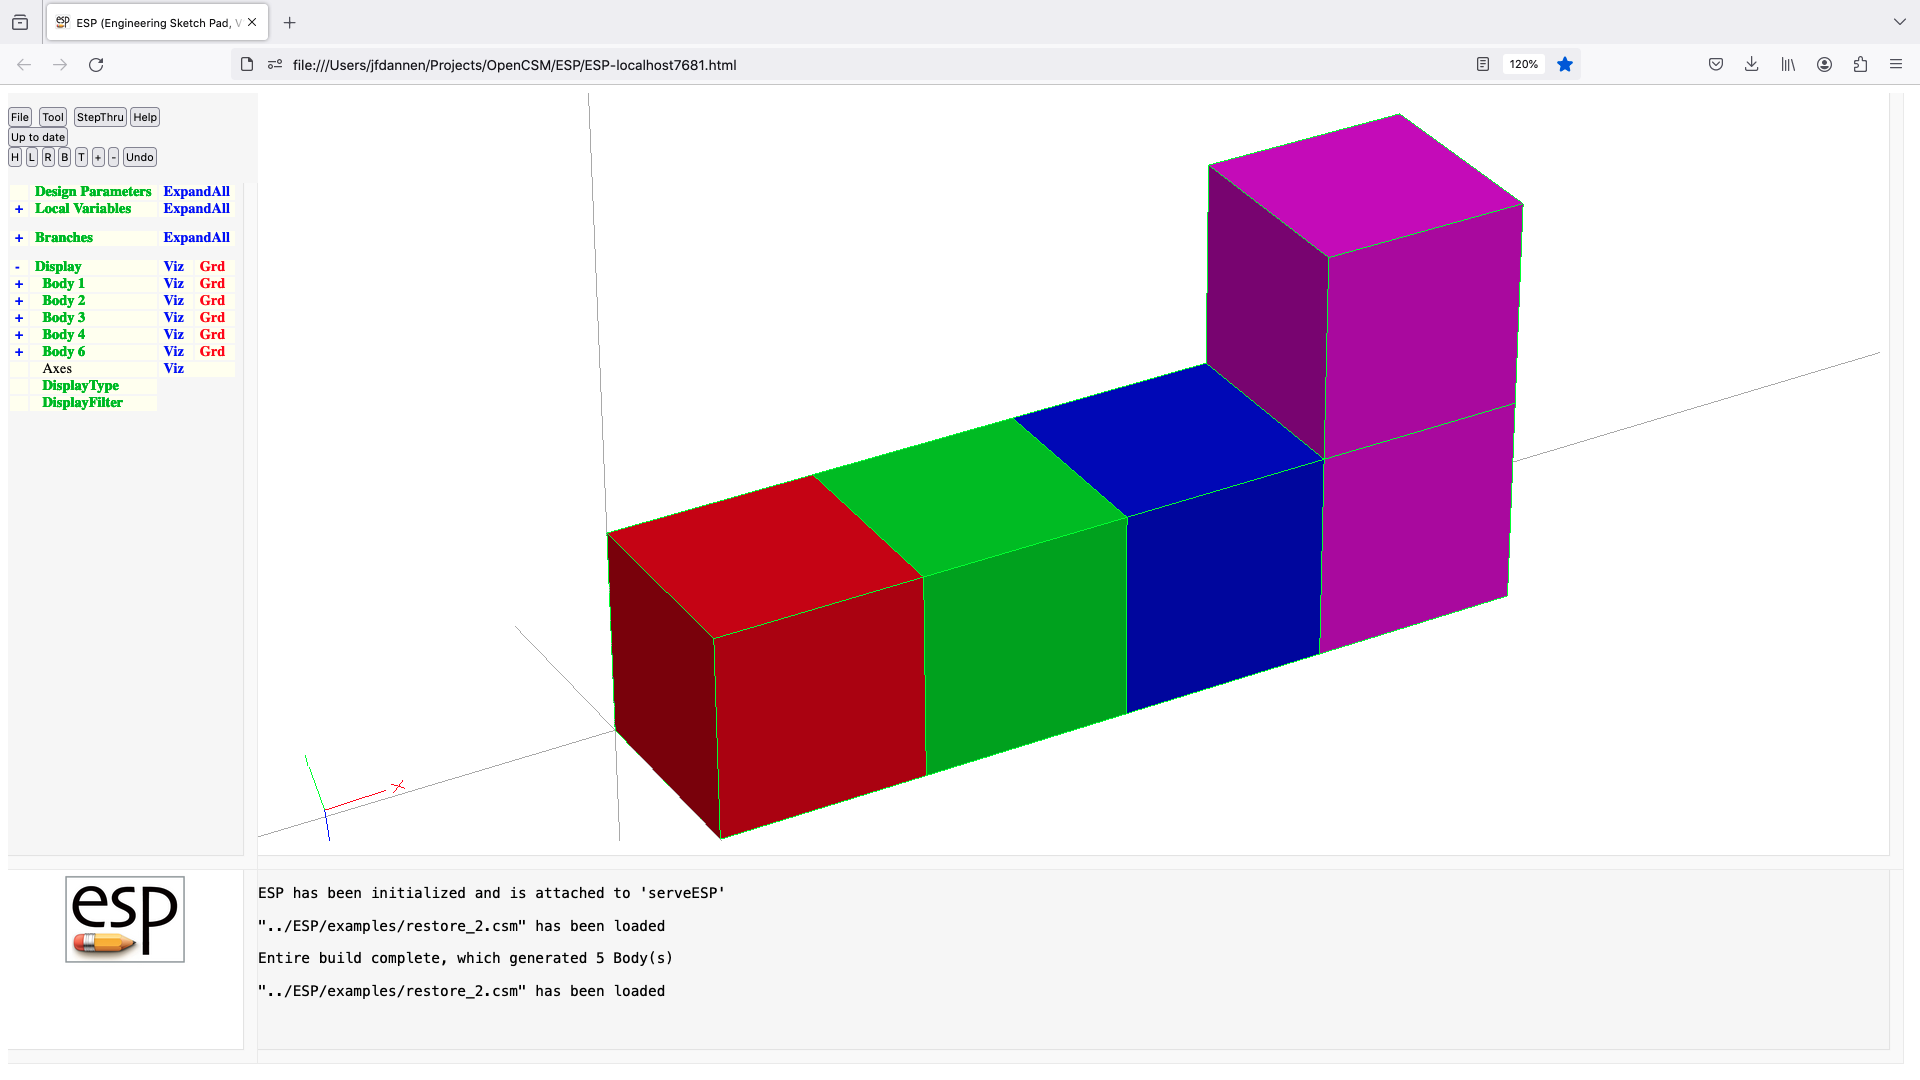 ESP (Engineering Sketch Pad, V
file:///Users/jfdannen/Projects/OpenCSM/ESP/ESP-localhost7681.html
120%
File Tool StepThru Help
Up to date
H L R B T + - Undo
Design Parameters ExpandAll
+ Local Variables ExpandAll
+ Branches ExpandAll
- Display Viz Grd
+ Body 1 Viz Grd
+ Body 2 Viz Grd
+ Body 3 Viz Grd
+ Body 4 Viz Grd
+ Body 6 Viz Grd
Axes Viz
DisplayType
DisplayFilter
X
esp
ESP has been initialized and is attached to 'serveESP'
"../ESP/examples/restore_2.csm" has been loaded
Entire build complete, which generated 5 Body(s)
"../ESP/examples/restore_2.csm" has been loaded